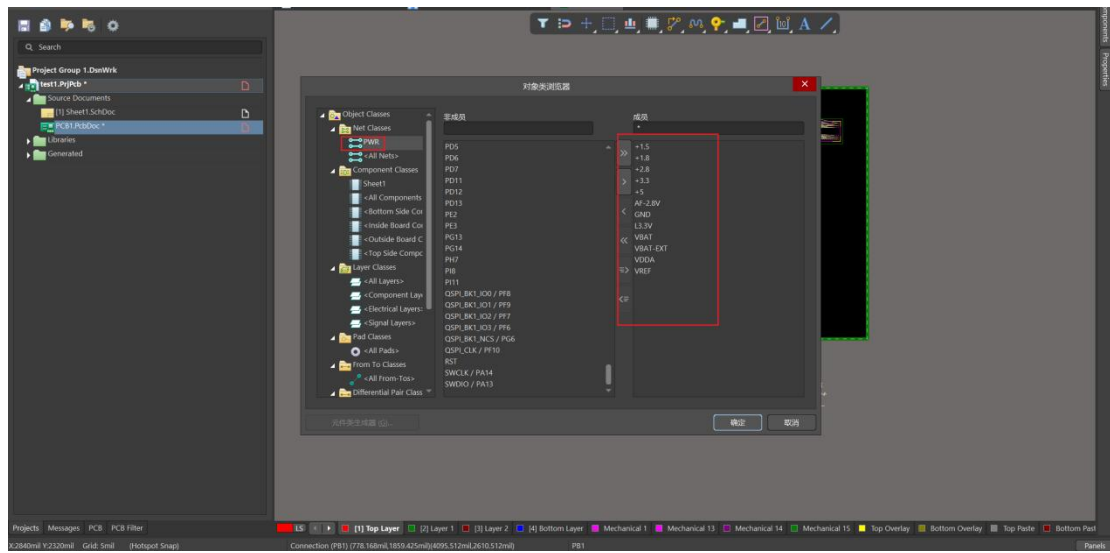 Search
Project Group 1.DsnWrk
test1.PrjPcb *
Source Documents
[1] Sheet1.SchDoc
PCB1.PcbDoc *
Libraries
Generated
A
Components
Properties
对象类浏览器
Object Classes
Net Classes
PWR
<All Nets>
Component Classes
Sheet1
<All Components
<Bottom Side Cor
<Inside Board Cor
<Outside Board C
<Top Side Compc
Layer Classes
<All Layers>
<Component Laye
<Electrical Layers>
<Signal Layers>
Pad Classes
<All Pads>
From To Classes
<All From-Tos>
Differential Pair Class
非成员
PD5
PD6
PD7
PD11
PD12
PD13
PE2
PE3
PG13
PG14
PH7
PI8
PI11
QSPI_BK1_IO0 / PF8
QSPI_BK1_IO1 / PF9
QSPI_BK1_IO2 / PF7
QSPI_BK1_IO3 / PF6
QSPI_BK1_NCS / PG6
QSPI_CLK / PF10
RST
SWCLK / PA14
SWDIO / PA13
成员
*
+1.5
+1.8
+2.8
+3.3
+5
AF-2.8V
GND
L3.3V
VBAT
VBAT-EXT
VDDA
VREF
确定
取消
Projects Messages PCB PCB Filter
LS [1] Top Layer [2] Layer 1 [3] Layer 2 [4] Bottom Layer Mechanical 1 Mechanical 13 Mechanical 14 Mechanical 15 Top Overlay Bottom Overlay Top Paste Bottom Past
X:2840mil Y:2320mil Grid: 5mil (Hotspot Snap) Connection (PB1) (778.168mil,1859.425mil)(4095.512mil,2610.512mil) PB1 Panels